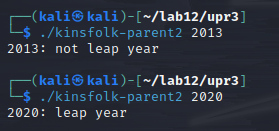 ┌──(kali㉿kali)-[~/lab12/upr3]
└─$ ./kinsfolk-parent2 2013
2013: not leap year
┌──(kali㉿kali)-[~/lab12/upr3]
└─$ ./kinsfolk-parent2 2020
2020: leap year